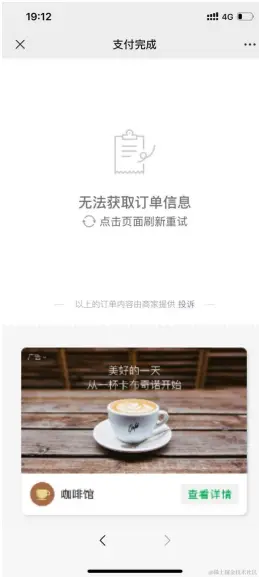 19:12
4G
支付完成
无法获取订单信息
点击页面刷新重试
以上的订单内容由商家提供 投诉
广告
美好的一天
从一杯卡布奇诺开始
Café
咖啡馆
查看详情
@稀土掘金技术社区